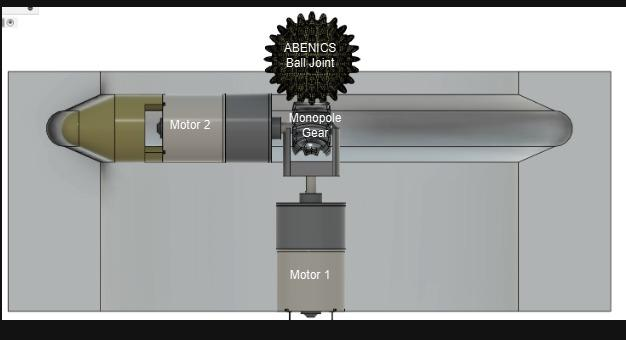 ABENICS
Ball Joint
Motor 2
Monopole
Gear
Motor 1